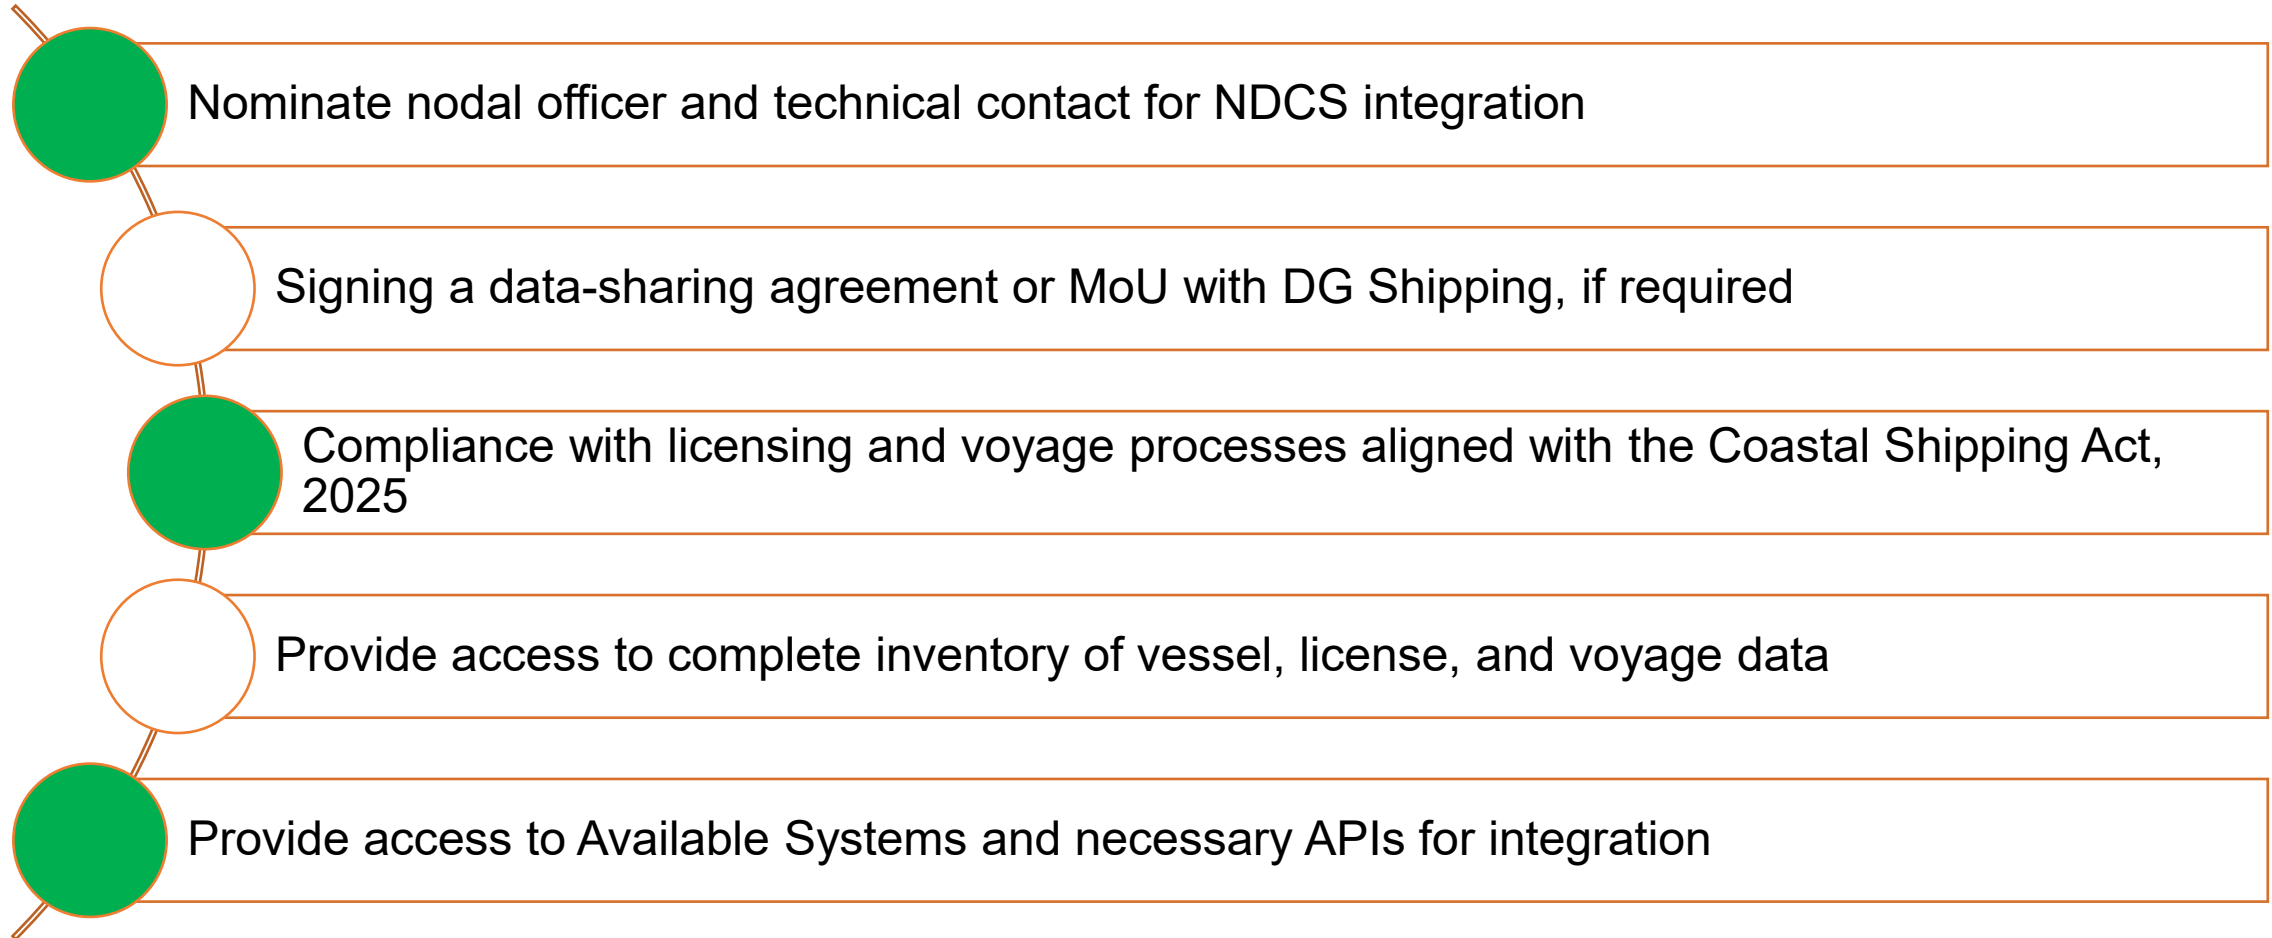 Nominate nodal officer and technical contact for NDCS integration
Signing a data-sharing agreement or MoU with DG Shipping, if required
Compliance with licensing and voyage processes aligned with the Coastal Shipping Act,
2025
Provide access to complete inventory of vessel, license, and voyage data
Provide access to Available Systems and necessary APIs for integration